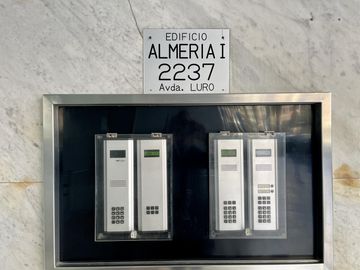 EDIFICIO
ALMERIA I
2237
Avda. LURO